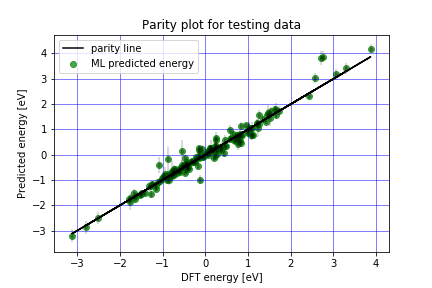 Parity plot for testing data
parity line
ML predicted energy
Predicted energy [eV]
4
3
2
1
0
−1
−2
−3
−3 −2 −1 0 1 2 3 4
DFT energy [eV]